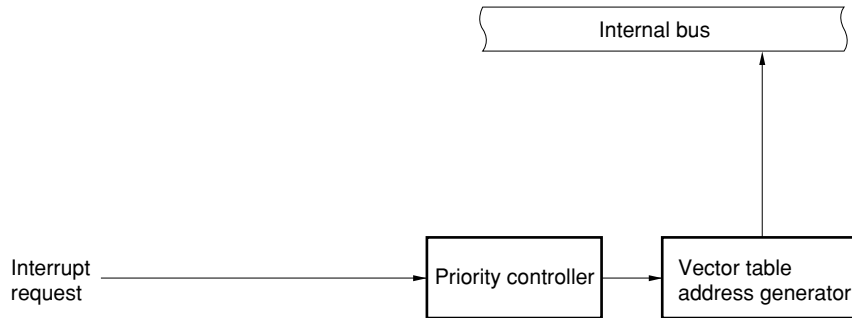 Internal bus
Interrupt
request
Priority controller
Vector table
address generator